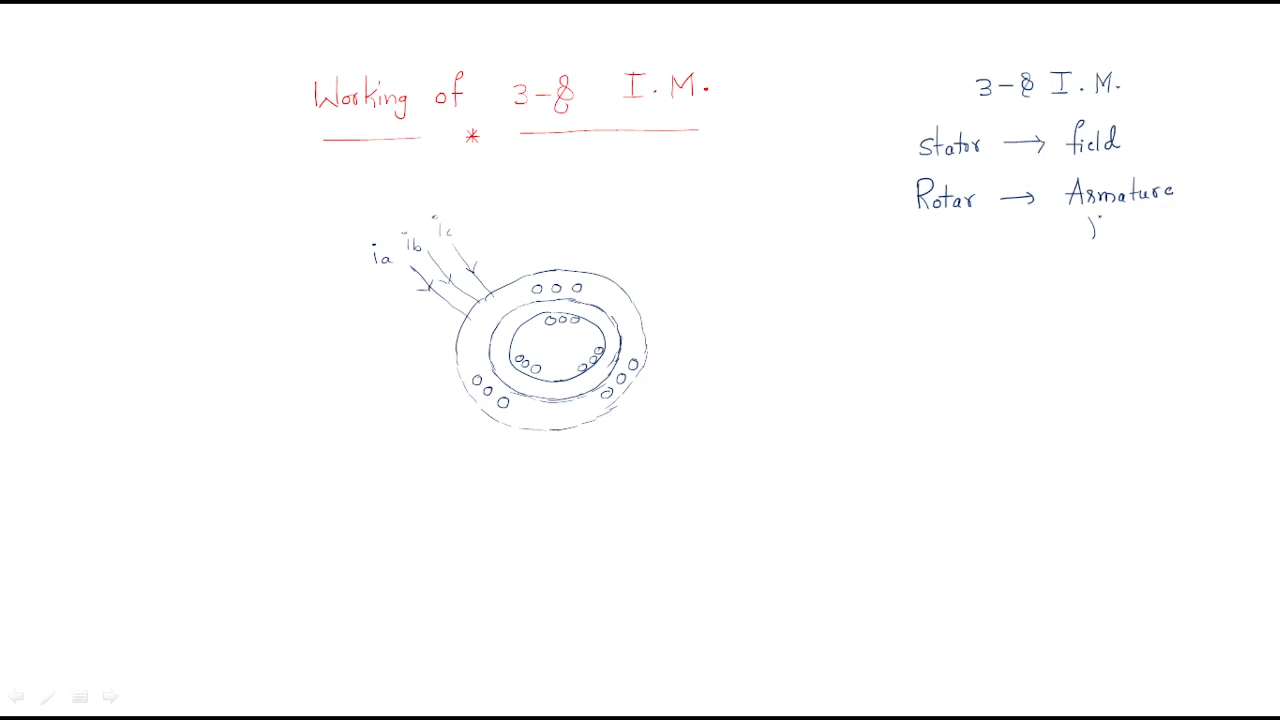 Working of 3-φ I.M.
*
3-φ I.M.
Stator → field
Rotar → Armature
ia ib ic